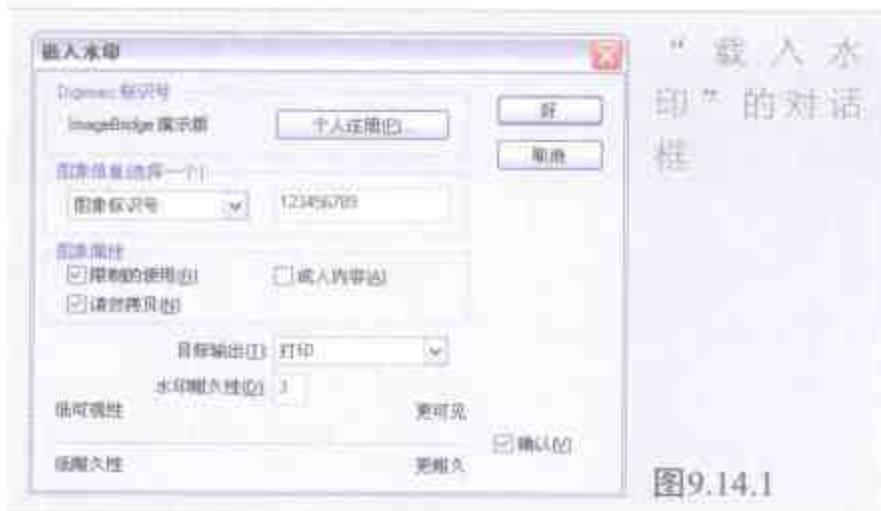 嵌入水印
Digimarc 标识号
ImageBridge 演示版 个人注册(P)...
好
取消
图象信息(选择一个)
图象标识号 123456789
图象属性
限制的使用(R) 成人内容(A)
请勿拷贝(N)
目标输出(T): 打印
水印耐久性(D): 3
低可视性 更可见
低耐久性 更耐久
确认(V)
“载入水
印”的对话
框
图9.14.1